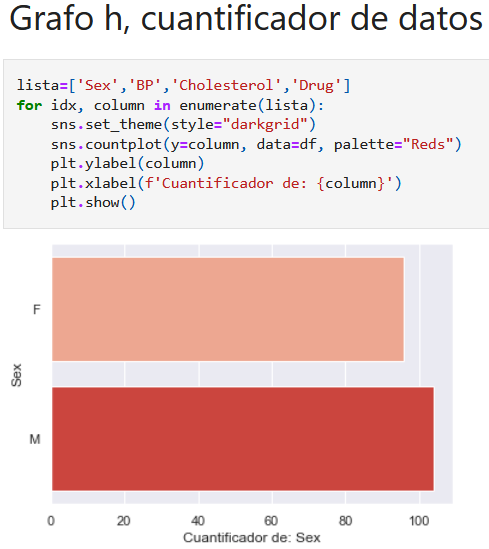 Grafo h, cuantificador de datos
lista=['Sex','BP','Cholesterol','Drug']
for idx, column in enumerate(lista):
    sns.set_theme(style="darkgrid")
    sns.countplot(y=column, data=df, palette="Reds")
    plt.ylabel(column)
    plt.xlabel(f'Cuantificador de: {column}')
    plt.show()
F
Sex
M
0 20 40 60 80 100
Cuantificador de: Sex